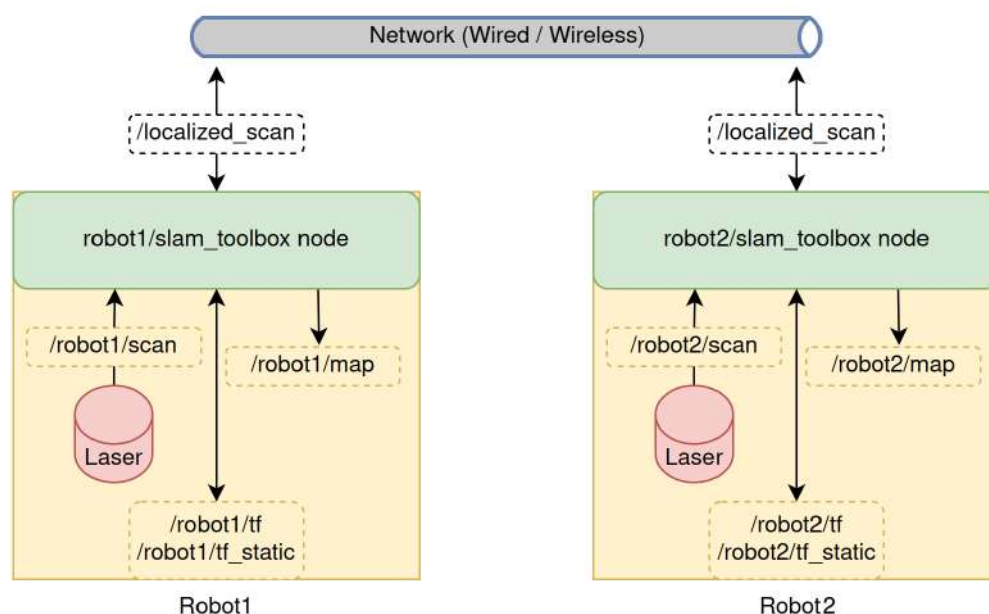 Network (Wired / Wireless)
/localized_scan
/localized_scan
robot1/slam_toolbox node
robot2/slam_toolbox node
/robot1/scan
/robot1/map
/robot2/scan
/robot2/map
Laser
Laser
/robot1/tf
/robot1/tf_static
/robot2/tf
/robot2/tf_static
Robot1
Robot2